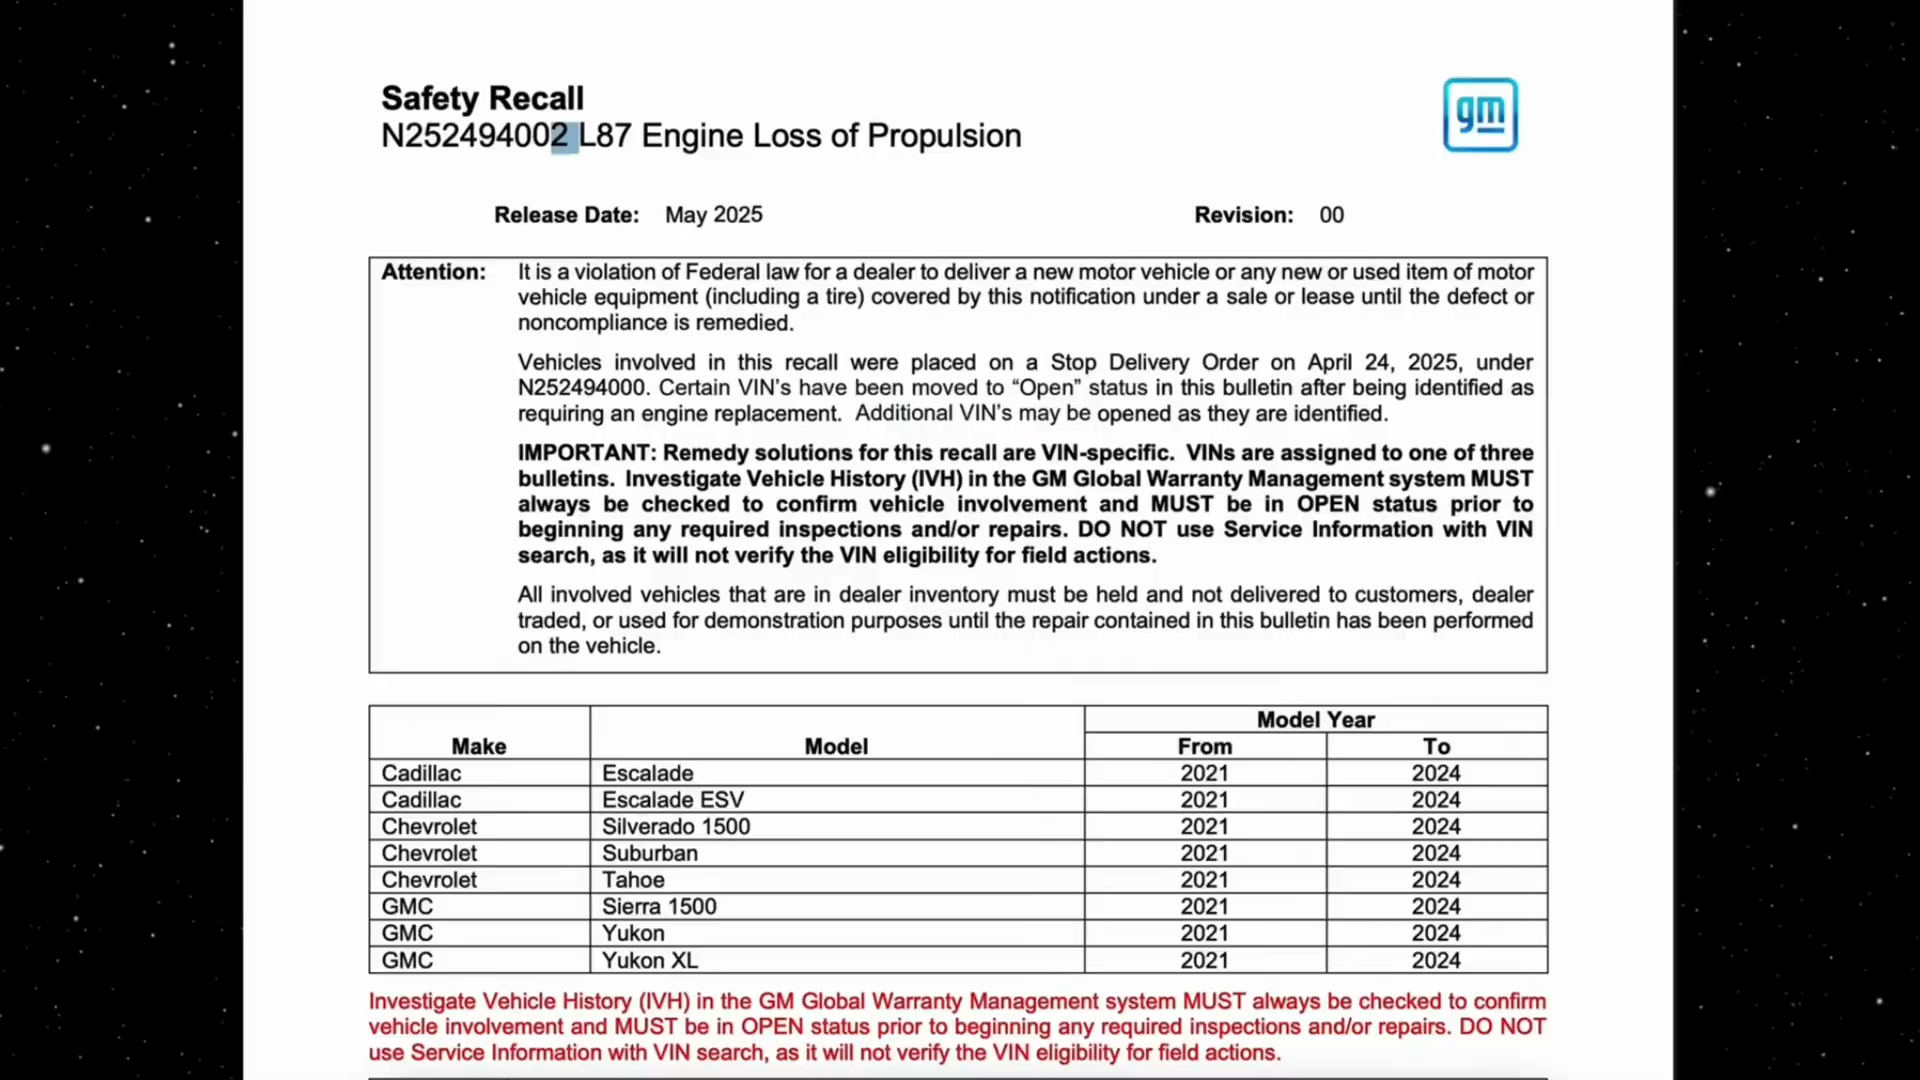 Safety Recall
gm
N252494002 L87 Engine Loss of Propulsion
Release Date: May 2025 Revision: 00
Attention: It is a violation of Federal law for a dealer to deliver a new motor vehicle or any new or used item of motor
vehicle equipment (including a tire) covered by this notification under a sale or lease until the defect or
noncompliance is remedied.
Vehicles involved in this recall were placed on a Stop Delivery Order on April 24, 2025, under
N252494000. Certain VIN's have been moved to “Open” status in this bulletin after being identified as
requiring an engine replacement. Additional VIN's may be opened as they are identified.
IMPORTANT: Remedy solutions for this recall are VIN-specific. VINs are assigned to one of three
bulletins. Investigate Vehicle History (IVH) in the GM Global Warranty Management system MUST
always be checked to confirm vehicle involvement and MUST be in OPEN status prior to
beginning any required inspections and/or repairs. DO NOT use Service Information with VIN
search, as it will not verify the VIN eligibility for field actions.
All involved vehicles that are in dealer inventory must be held and not delivered to customers, dealer
traded, or used for demonstration purposes until the repair contained in this bulletin has been performed
on the vehicle.
Model Year
Make Model From To
Cadillac Escalade 2021 2024
Cadillac Escalade ESV 2021 2024
Chevrolet Silverado 1500 2021 2024
Chevrolet Suburban 2021 2024
Chevrolet Tahoe 2021 2024
GMC Sierra 1500 2021 2024
GMC Yukon 2021 2024
GMC Yukon XL 2021 2024
Investigate Vehicle History (IVH) in the GM Global Warranty Management system MUST always be checked to confirm
vehicle involvement and MUST be in OPEN status prior to beginning any required inspections and/or repairs. DO NOT
use Service Information with VIN search, as it will not verify the VIN eligibility for field actions.